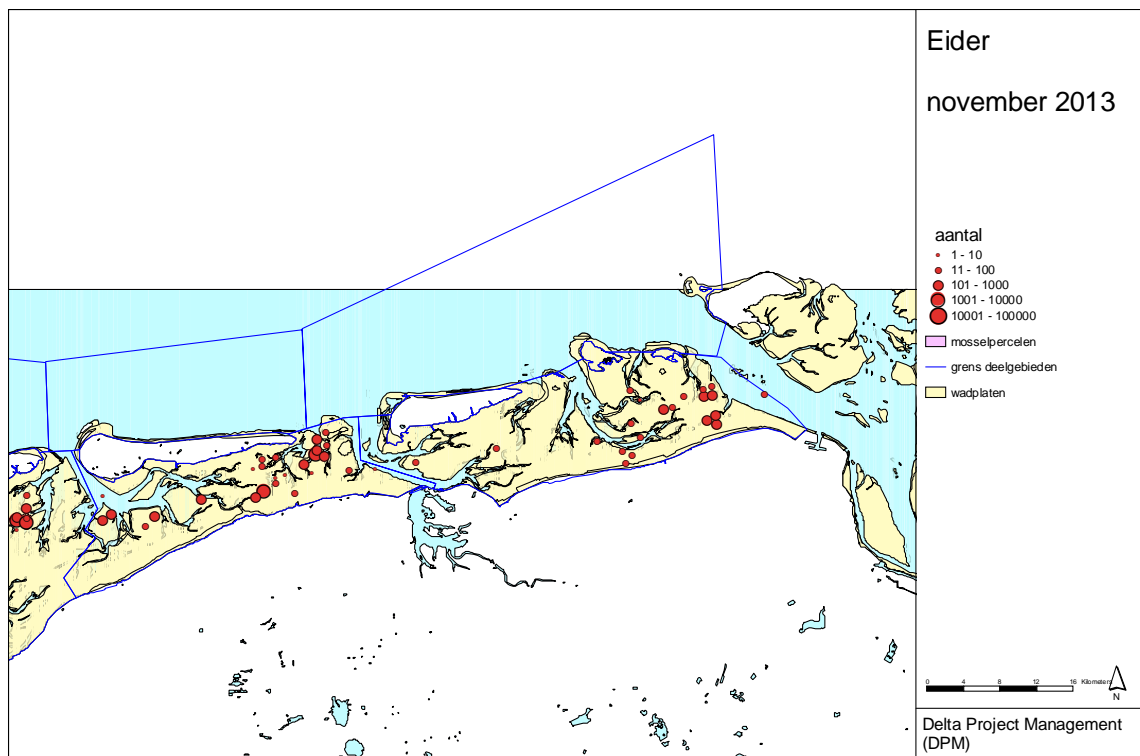 Eider
november 2013
aantal
1 - 10
11 - 100
101 - 1000
1001 - 10000
10001 - 100000
mosselpercelen
grens deelgebieden
wadplaten
0 4 8 12 16 Kilometers
N
Delta Project Management
(DPM)